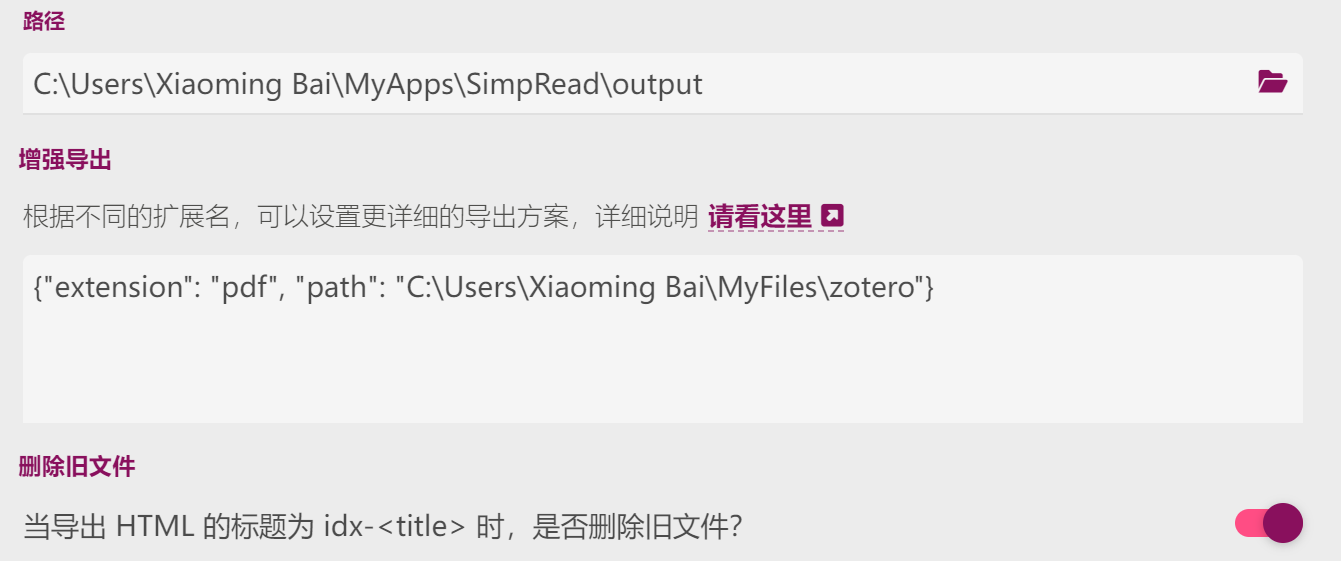 路径
C:\Users\Xiaoming Bai\MyApps\SimpRead\output
增强导出
根据不同的扩展名，可以设置更详细的导出方案，详细说明 请看这里
{"extension": "pdf", "path": "C:\Users\Xiaoming Bai\MyFiles\zotero"}
删除旧文件
当导出 HTML 的标题为 idx-<title> 时，是否删除旧文件？